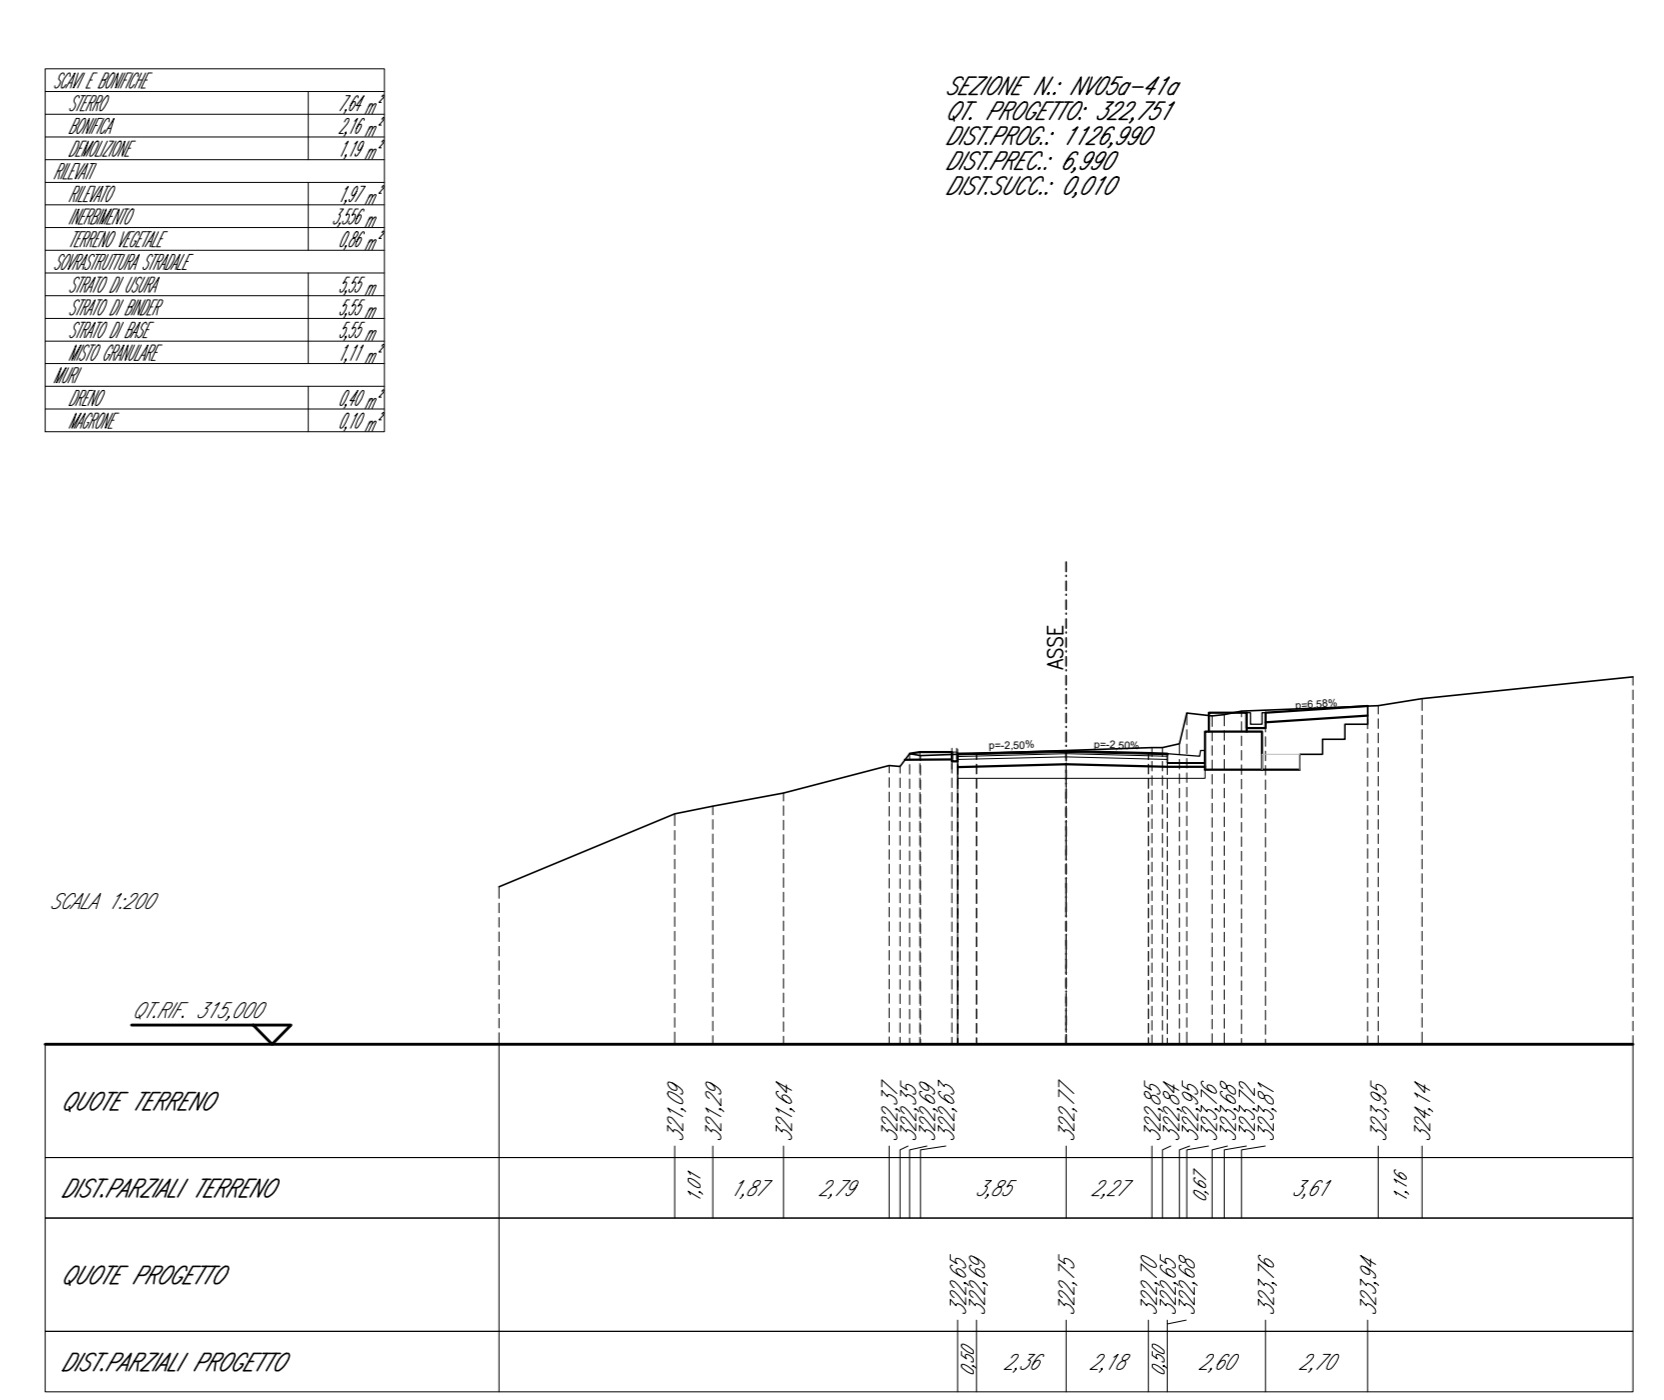 SCAVI E BONIFICHE
STERRO 7,64 m²
BONIFICA 2,16 m²
DEMOLIZIONE 1,19 m²
RILEVATI
RILEVATO 1,97 m²
INERBIMENTO 3,556 m
TERRENO VEGETALE 0,86 m²
SOVRASTRUTTURA STRADALE
STRATO DI USURA 5,55 m
STRATO DI BINDER 5,55 m
STRATO DI BASE 5,55 m
MISTO GRANULARE 1,11 m²
MURI
DRENO 0,40 m²
MAGRONE 0,10 m²
SEZIONE N.: NV05a-41a
QT. PROGETTO: 322,751
DIST.PROG.: 1126,990
DIST.PREC.: 6,990
DIST.SUCC.: 0,010
ASSE
p=6,58%
p=-2,50% p=-2,50%
SCALA 1:200
QT.RIF. 315,000
QUOTE TERRENO 321,09 321,29 321,64 322,37 322,35 322,69 322,63 322,77 322,85 322,84 322,95 323,76 323,68 323,72 323,81 323,95 324,14
DIST.PARZIALI TERRENO 1,01 1,87 2,79 3,85 2,27 0,67 3,61 1,16
QUOTE PROGETTO 322,65 322,69 322,75 322,70 322,65 322,68 323,76 323,94
DIST.PARZIALI PROGETTO 0,50 2,36 2,18 0,50 2,60 2,70